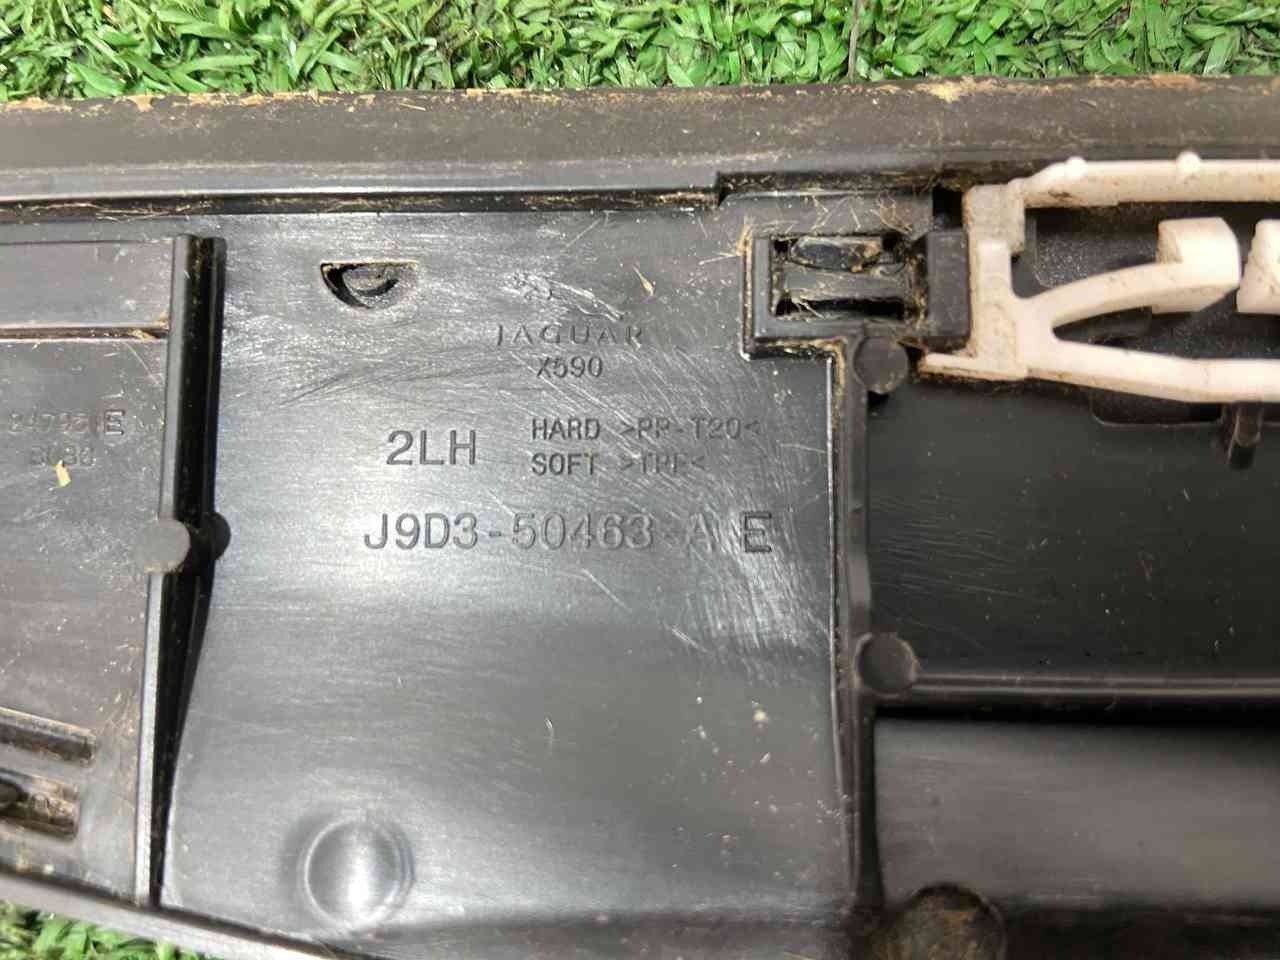 JAGUAR
X590
2LH
HARD >PP-T20<
SOFT >TPE<
J9D3-50463-A E
E